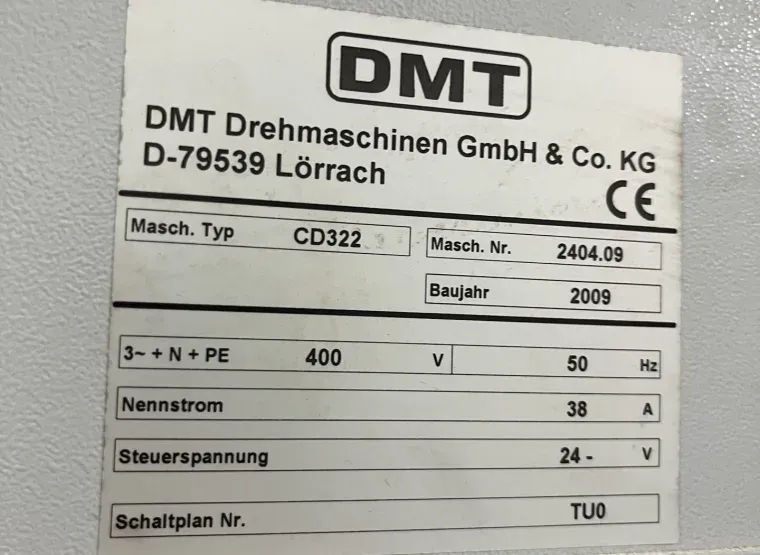 DMT
DMT Drehmaschinen GmbH & Co. KG
D-79539 Lörrach
CE
Masch. Typ CD322 Masch. Nr. 2404.09
Baujahr 2009
3~ + N + PE 400 V 50 Hz
Nennstrom 38 A
Steuerspannung 24 - V
Schaltplan Nr. TU0